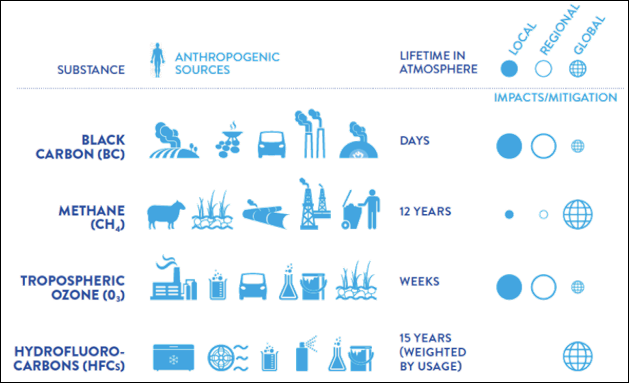 SUBSTANCE
ANTHROPOGENIC
SOURCES
LIFETIME IN
ATMOSPHERE
LOCAL
REGIONAL
GLOBAL
IMPACTS/MITIGATION
BLACK
CARBON (BC)
DAYS
METHANE
(CH₄)
12 YEARS
TROPOSPHERIC
OZONE (0₃)
WEEKS
HYDROFLUORO-
CARBONS (HFCs)
15 YEARS
(WEIGHTED
BY USAGE)